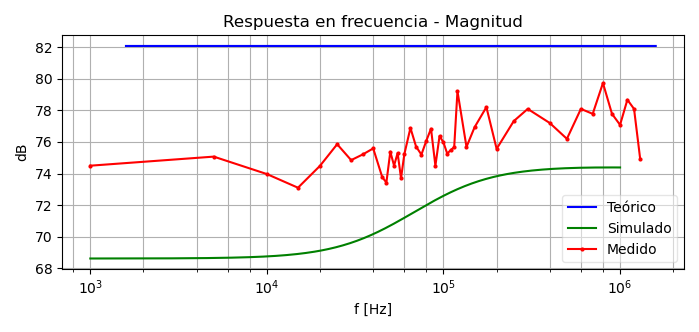 Respuesta en frecuencia - Magnitud
dB
82
80
78
76
74
72
70
68
10³
10⁴
10⁵
10⁶
f [Hz]
Teórico
Simulado
Medido